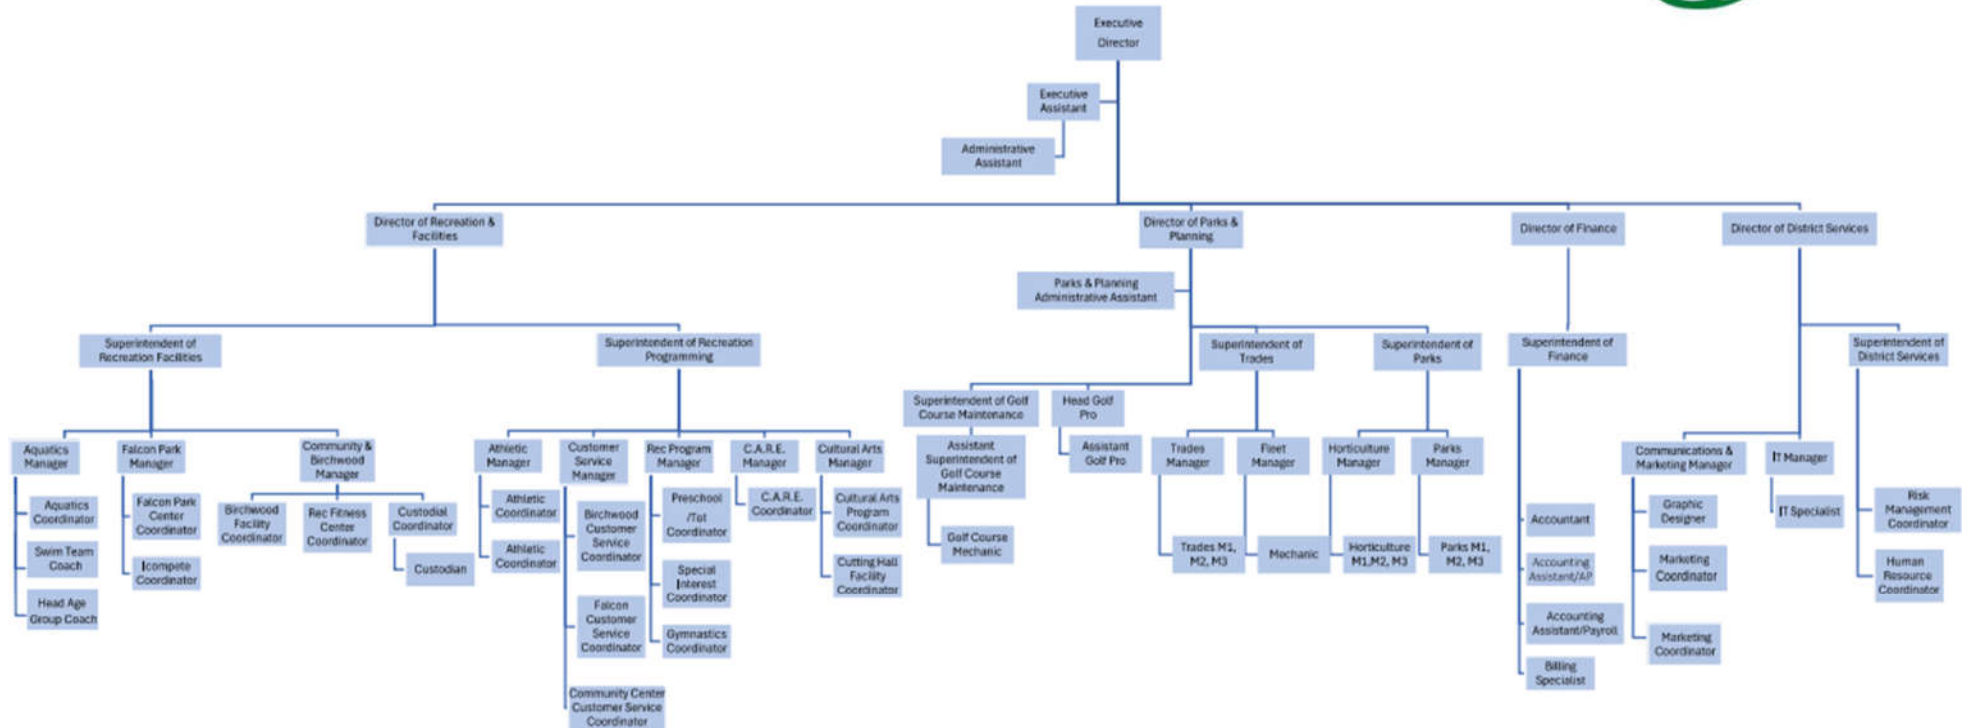 Executive
Director
Executive
Assistant
Administrative
Assistant
Director of Recreation &
Facilities
Director of Parks &
Planning
Director of Finance
Director of District Services
Parks & Planning
Administrative Assistant
Superintendent of
Recreation Facilities
Superintendent of Recreation
Programming
Superintendent of
Trades
Superintendent of
Parks
Superintendent of
Finance
Superintendent of
District Services
Superintendent of Golf
Course Maintenance
Head Golf
Pro
Aquatics
Manager
Falcon Park
Manager
Community &
Birchwood
Manager
Athletic
Manager
Customer
Service
Manager
Rec Program
Manager
C.A.R.E.
Manager
Cultural Arts
Manager
Assistant
Superintendent of
Golf Course
Maintenance
Assistant
Golf Pro
Trades
Manager
Fleet
Manager
Horticulture
Manager
Parks
Manager
Communications &
Marketing Manager
IT Manager
Aquatics
Coordinator
Swim Team
Coach
Head Age
Group Coach
Falcon Park
Center
Coordinator
Icompete
Coordinator
Birchwood
Facility
Coordinator
Rec Fitness
Center
Coordinator
Custodial
Coordinator
Custodian
Athletic
Coordinator
Athletic
Coordinator
Birchwood
Customer
Service
Coordinator
Falcon
Customer
Service
Coordinator
Community Center
Customer Service
Coordinator
Preschool
/Tot
Coordinator
Special
Interest
Coordinator
Gymnastics
Coordinator
C.A.R.E.
Coordinator
Cultural Arts
Program
Coordinator
Cutting Hall
Facility
Coordinator
Golf Course
Mechanic
Trades M1,
M2, M3
Mechanic
Horticulture
M1,M2, M3
Parks M1,
M2, M3
Accountant
Accounting
Assistant/AP
Accounting
Assistant/Payroll
Billing
Specialist
Graphic
Designer
Marketing
Coordinator
Marketing
Coordinator
IT Specialist
Risk
Management
Coordinator
Human
Resource
Coordinator